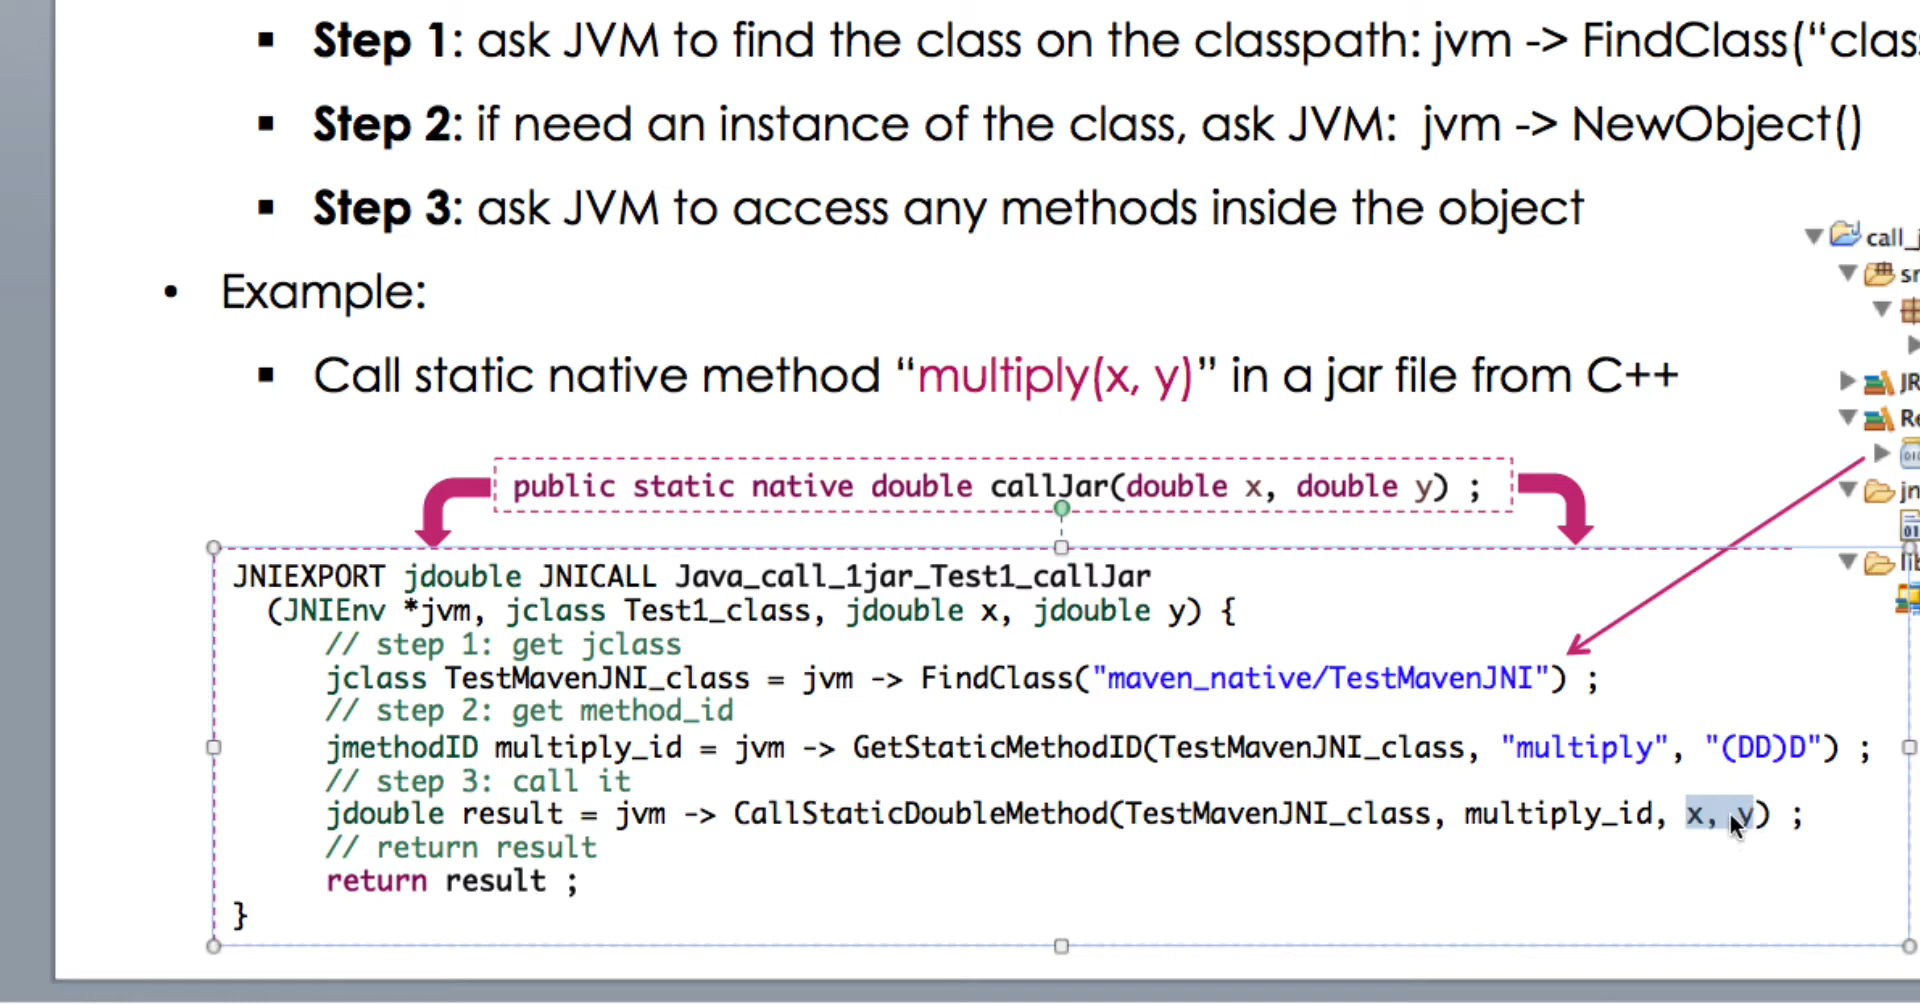 ▪ Step 1: ask JVM to find the class on the classpath: jvm -> FindClass(“clas
▪ Step 2: if need an instance of the class, ask JVM: jvm -> NewObject()
▪ Step 3: ask JVM to access any methods inside the object
• Example:
▪ Call static native method “multiply(x, y)” in a jar file from C++
public static native double callJar(double x, double y) ;
JNIEXPORT jdouble JNICALL Java_call_1jar_Test1_callJar
(JNIEnv *jvm, jclass Test1_class, jdouble x, jdouble y) {
// step 1: get jclass
jclass TestMavenJNI_class = jvm -> FindClass("maven_native/TestMavenJNI") ;
// step 2: get method_id
jmethodID multiply_id = jvm -> GetStaticMethodID(TestMavenJNI_class, "multiply", "(DD)D") ;
// step 3: call it
jdouble result = jvm -> CallStaticDoubleMethod(TestMavenJNI_class, multiply_id, x, y) ;
// return result
return result ;
}
call_j
sr
JR
Re
jn
lib